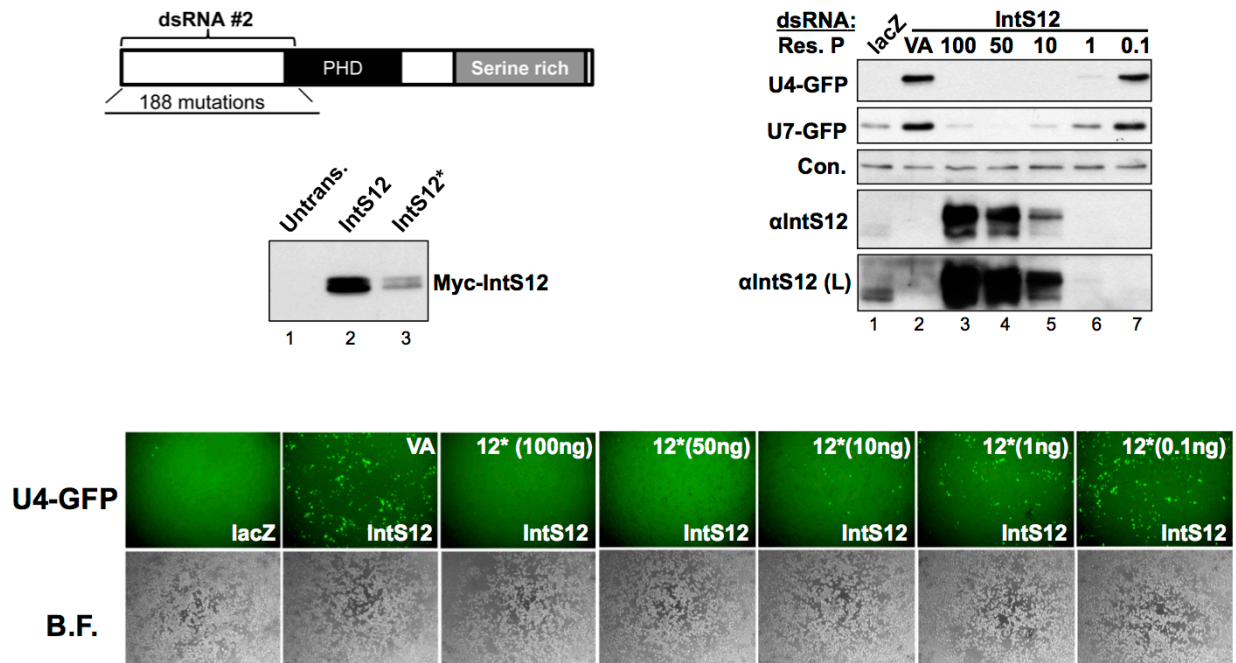 dsRNA #2
PHD
Serine rich
188 mutations
Untrans.
IntS12
IntS12*
Myc-IntS12
1 2 3
dsRNA: lacZ IntS12
Res. P VA 100 50 10 1 0.1
U4-GFP
U7-GFP
Con.
αIntS12
αIntS12 (L)
1 2 3 4 5 6 7
VA 12* (100ng) 12*(50ng) 12*(10ng) 12*(1ng) 12*(0.1ng)
U4-GFP
lacZ IntS12 IntS12 IntS12 IntS12 IntS12 IntS12
B.F.